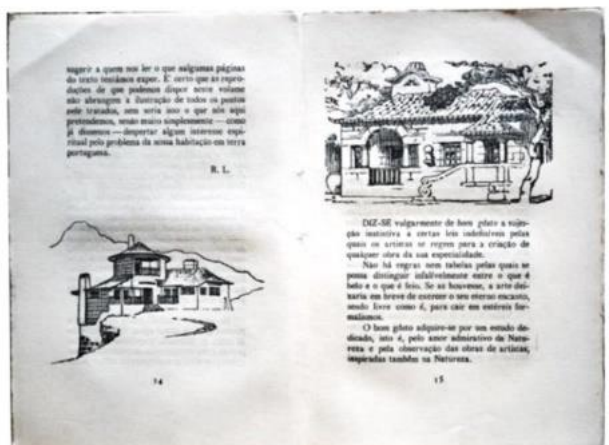 sugerir a quem nos ler o que nalgumas páginas
do texto tentámos expor. E' certo que as repro-
duções de que podemos dispor neste volume
não abrangem a ilustração de todos os pontos
nele tratados, nem seria isso o que nós aqui
pretendemos, senão muito simplesmente — como
já dissemos — despertar algum interesse espi-
ritual pelo problema da nossa habitação em terra
portuguesa.
R. L.
14
DIZ-SE vulgarmente de bom gôsto a sujei-
ção instintiva a certas leis indefiníveis pelas
quais os artistas se regem para a criação de
qualquer obra da sua especialidade.
Não há regras nem tabelas pelas quais se
possa distinguir infalìvelmente entre o que é
belo e o que é feio. Se as houvesse, a arte dei-
xaria em breve de exercer o seu eterno encanto,
sendo livre como é, para cair em estéreis for-
malismos.
O bom gôsto adquire-se por um estudo de-
dicado, isto é, pelo amor admirativo da Natu-
reza e pela observação das obras de artistas,
inspiradas também na Natureza.
15